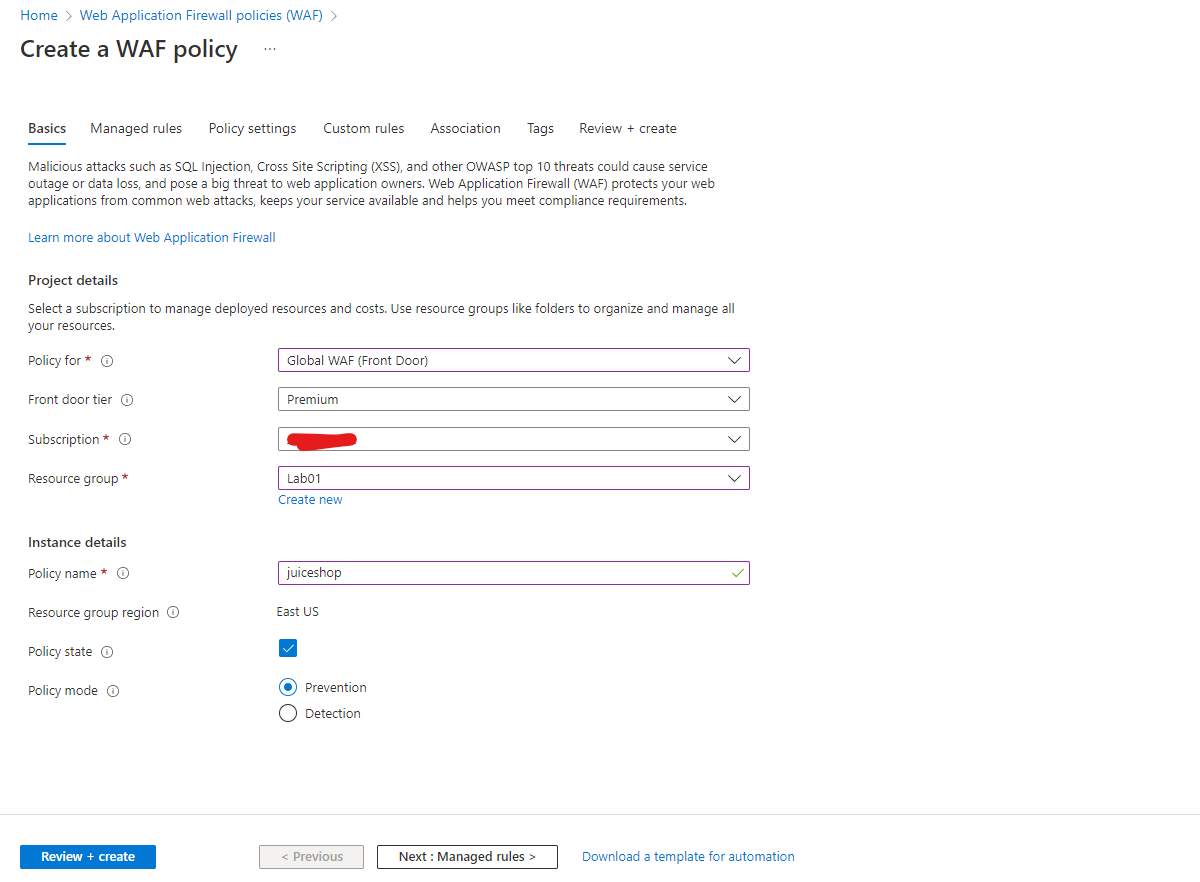 Home > Web Application Firewall policies (WAF) >
Create a WAF policy ...
Basics Managed rules Policy settings Custom rules Association Tags Review + create
Malicious attacks such as SQL Injection, Cross Site Scripting (XSS), and other OWASP top 10 threats could cause service
outage or data loss, and pose a big threat to web application owners. Web Application Firewall (WAF) protects your web
applications from common web attacks, keeps your service available and helps you meet compliance requirements.
Learn more about Web Application Firewall
Project details
Select a subscription to manage deployed resources and costs. Use resource groups like folders to organize and manage all
your resources.
Policy for * Global WAF (Front Door)
Front door tier Premium
Subscription *
Resource group * Lab01
Create new
Instance details
Policy name * juiceshop
Resource group region East US
Policy state
Policy mode Prevention
Detection
Review + create < Previous Next : Managed rules > Download a template for automation